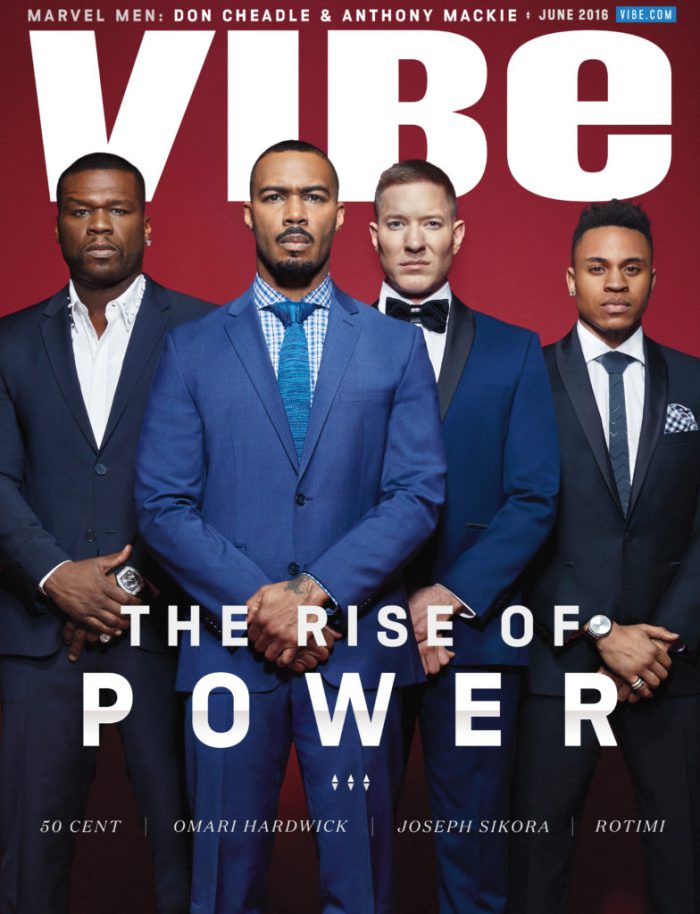 MARVEL MEN: DON CHEADLE & ANTHONY MACKIE JUNE 2016 VIBE.COM
VIBe
THE RISE OF
POWER
50 CENT | OMARI HARDWICK | JOSEPH SIKORA | ROTIMI